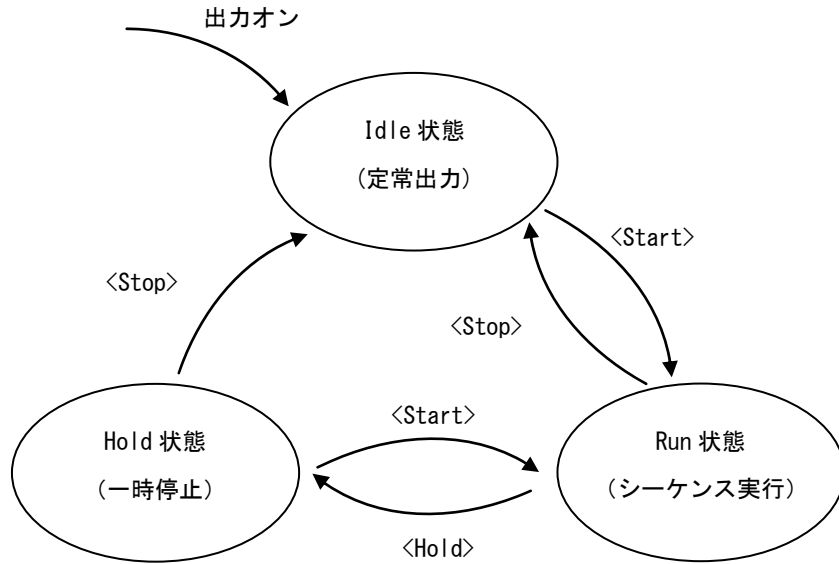 出力オン
Idle 状態
（定常出力）
<Start>
<Stop>
<Stop>
<Start>
Hold 状態
（一時停止）
Run 状態
（シーケンス実行）
<Hold>